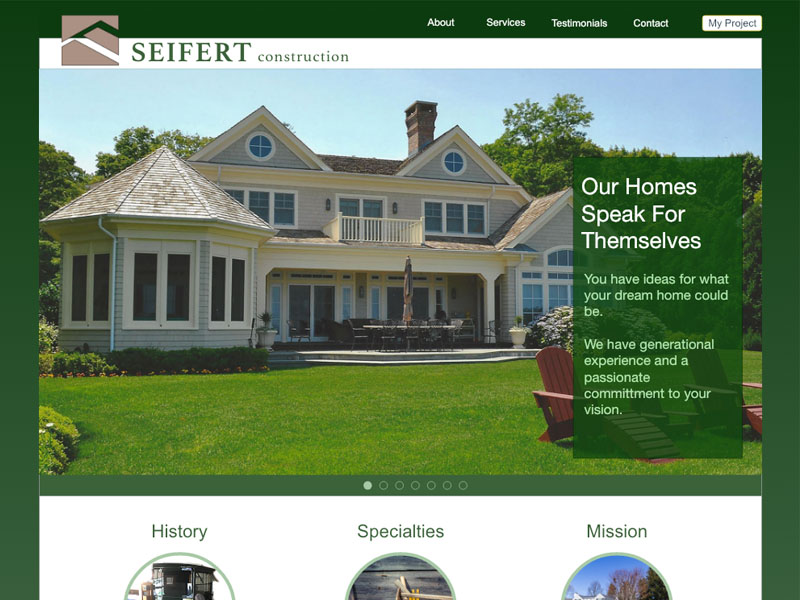 About Services Testimonials Contact My Project
SEIFERT construction
Our Homes
Speak For
Themselves
You have ideas for what
your dream home could
be.
We have generational
experience and a
passionate
committment to your
vision.
History Specialties Mission